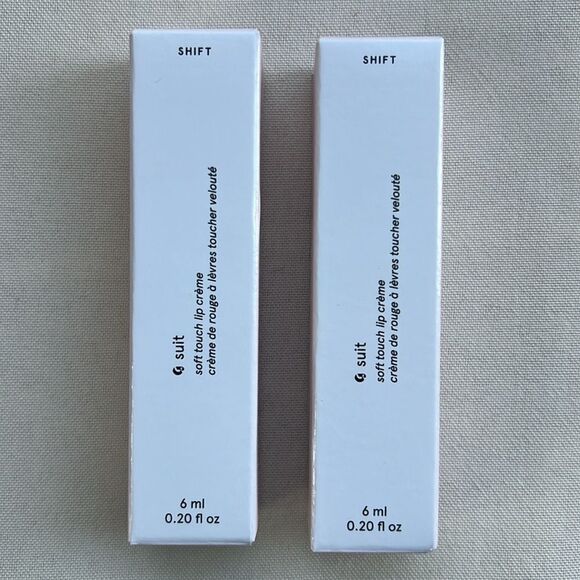 SHIFT
G suit
soft touch lip crème
crème de rouge à lèvres toucher velouté
6 ml
0.20 fl oz
SHIFT
G suit
soft touch lip crème
crème de rouge à lèvres toucher velouté
6 ml
0.20 fl oz